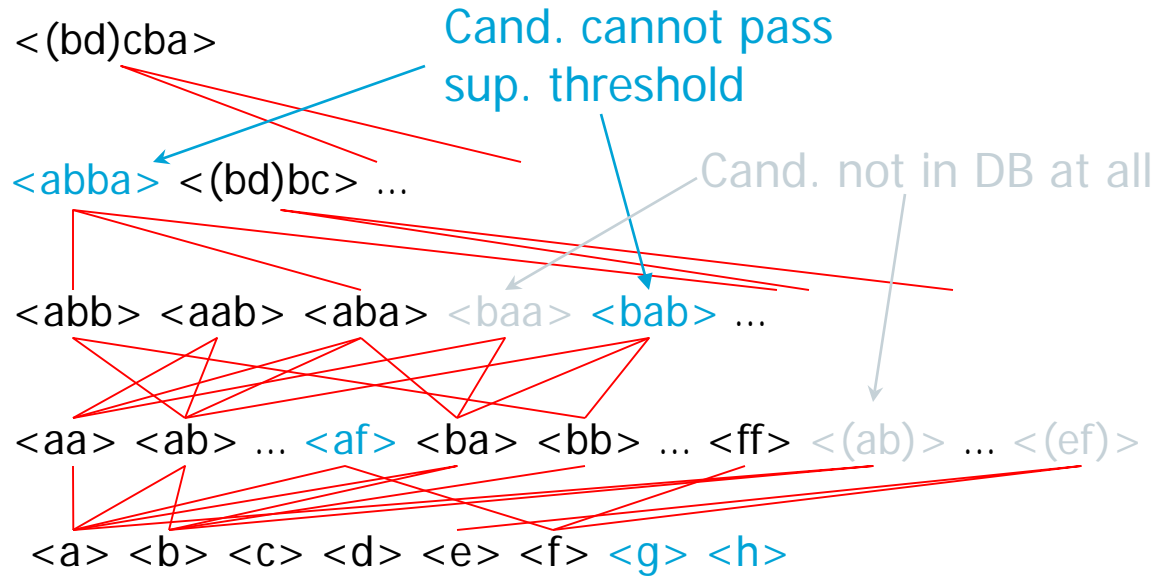 <(bd)cba>
Cand. cannot pass
sup. threshold
<abba> <(bd)bc> ...
Cand. not in DB at all
<abb> <aab> <aba> <baa> <bab> ...
<aa> <ab> ... <af> <ba> <bb> ... <ff> <(ab)> ... <(ef)>
<a> <b> <c> <d> <e> <f> <g> <h>